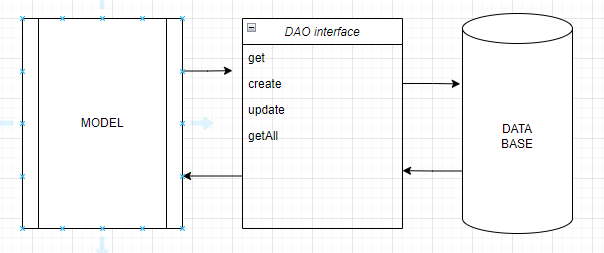 MODEL
DAO interface
get
create
update
getAll
DATA
BASE